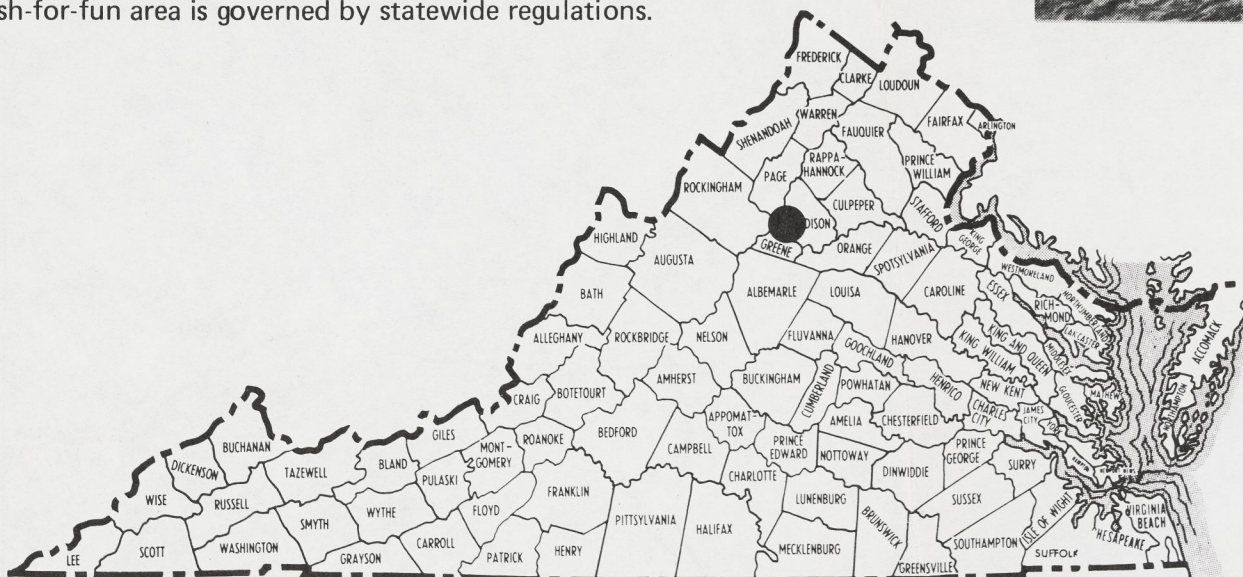 sh-for-fun area is governed by statewide regulations.
FREDERICK
CLARKE
LOUDOUN
WARREN
SHENANDOAH
FAUQUIER
FAIRFAX
ARLINGTON
RAPPA-
HANNOCK
PRINCE
WILLIAM
PAGE
ROCKINGHAM
CULPEPER
STAFFORD
DISON
HIGHLAND
GREENE
ORANGE
KING
GEORGE
AUGUSTA
SPOTSYLVANIA
WESTMORELAND
BATH
ALBEMARLE
LOUISA
CAROLINE
ESSEX
RICH-
MOND
NORTHUMBERLAND
LANCASTER
ACCOMACK
ALLEGHANY
ROCKBRIDGE
NELSON
FLUVANNA
GOOCHLAND
HANOVER
KING AND QUEEN
KING WILLIAM
MIDDLESEX
AMHERST
BUCKINGHAM
CUMBERLAND
POWHATAN
HENRICO
NEW KENT
GLOUCESTER
MATHEWS
NORTHAMPTON
CRAIG
BOTETOURT
APPOMAT-
TOX
AMELIA
CHESTERFIELD
CHARLES
CITY
JAMES
CITY
YORK
GILES
BUCHANAN
BLAND
MONT-
GOMERY
ROANOKE
BEDFORD
CAMPBELL
PRINCE
EDWARD
NOTTOWAY
PRINCE
GEORGE
SURRY
DICKENSON
TAZEWELL
PULASKI
CHARLOTTE
DINWIDDIE
WISE
RUSSELL
WYTHE
FLOYD
FRANKLIN
LUNENBURG
SUSSEX
ISLE OF WIGHT
SMYTH
PITTSYLVANIA
HALIFAX
BRUNSWICK
VIRGINIA
BEACH
CHESAPEAKE
LEE
SCOTT
WASHINGTON
GRAYSON
CARROLL
PATRICK
HENRY
MECKLENBURG
GREENSVILLE
SOUTHAMPTON
SUFFOLK